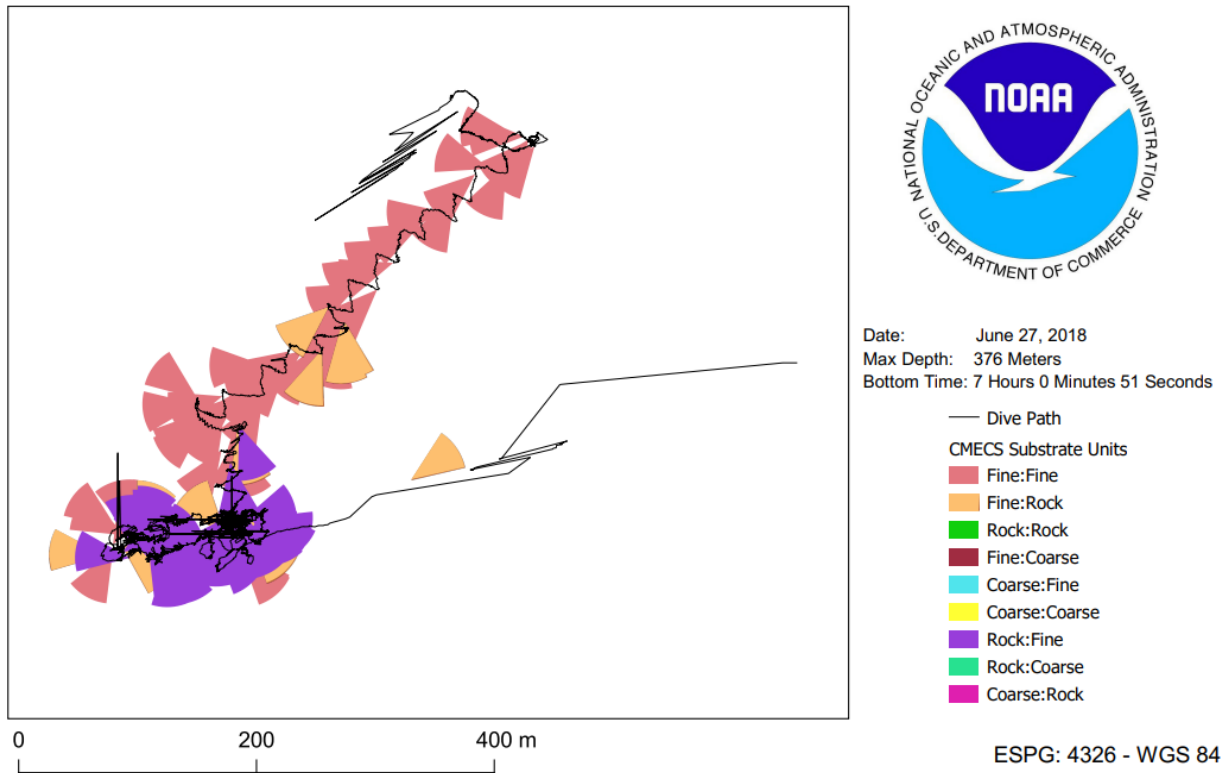 NATIONAL OCEANIC AND ATMOSPHERIC ADMINISTRATION
U.S. DEPARTMENT OF COMMERCE
NOAA
Date: June 27, 2018
Max Depth: 376 Meters
Bottom Time: 7 Hours 0 Minutes 51 Seconds
Dive Path
CMECS Substrate Units
Fine:Fine
Fine:Rock
Rock:Rock
Fine:Coarse
Coarse:Fine
Coarse:Coarse
Rock:Fine
Rock:Coarse
Coarse:Rock
0 200 400 m
ESPG: 4326 - WGS 84